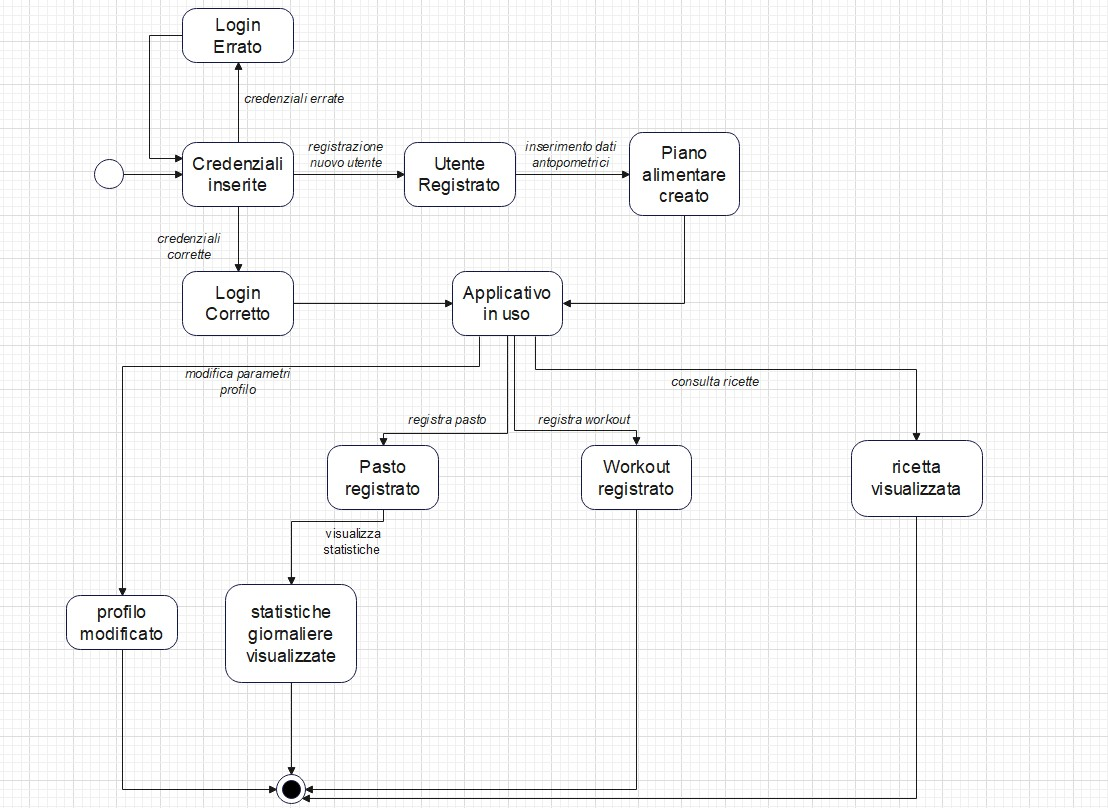 Login
Errato
credenziali errate
Credenziali
inserite
registrazione
nuovo utente
Utente
Registrato
inserimento dati
antopometrici
Piano
alimentare
creato
credenziali
corrette
Login
Corretto
Applicativo
in uso
modifica parametri
profilo
consulta ricette
registra pasto
registra workout
Pasto
registrato
Workout
registrato
ricetta
visualizzata
visualizza
statistiche
profilo
modificato
statistiche
giornaliere
visualizzate